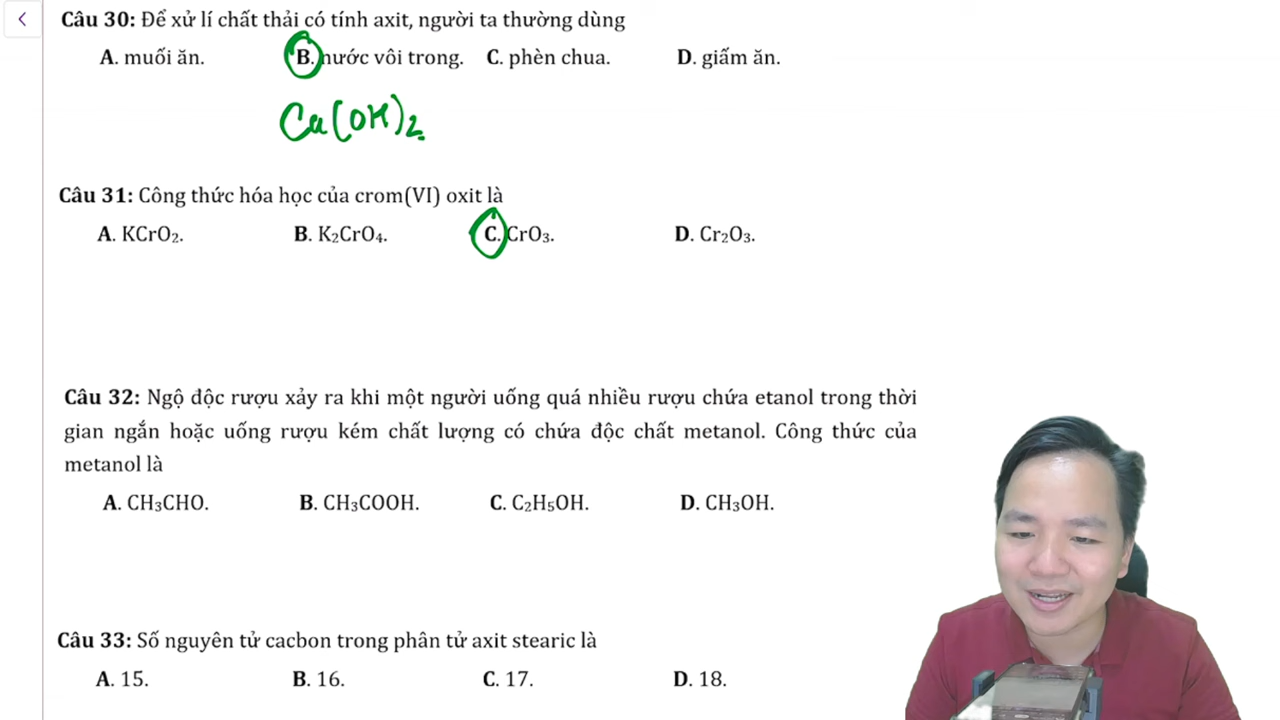 Câu 30: Để xử lí chất thải có tính axit, người ta thường dùng
A. muối ăn. B. nước vôi trong. C. phèn chua. D. giấm ăn.
Ca(OH)2
Câu 31: Công thức hóa học của crom(VI) oxit là
A. KCrO₂. B. K₂CrO₄. C. CrO₃. D. Cr₂O₃.
Câu 32: Ngộ độc rượu xảy ra khi một người uống quá nhiều rượu chứa etanol trong thời
gian ngắn hoặc uống rượu kém chất lượng có chứa độc chất metanol. Công thức của
metanol là
A. CH₃CHO. B. CH₃COOH. C. C₂H₅OH. D. CH₃OH.
Câu 33: Số nguyên tử cacbon trong phân tử axit stearic là
A. 15. B. 16. C. 17. D. 18.